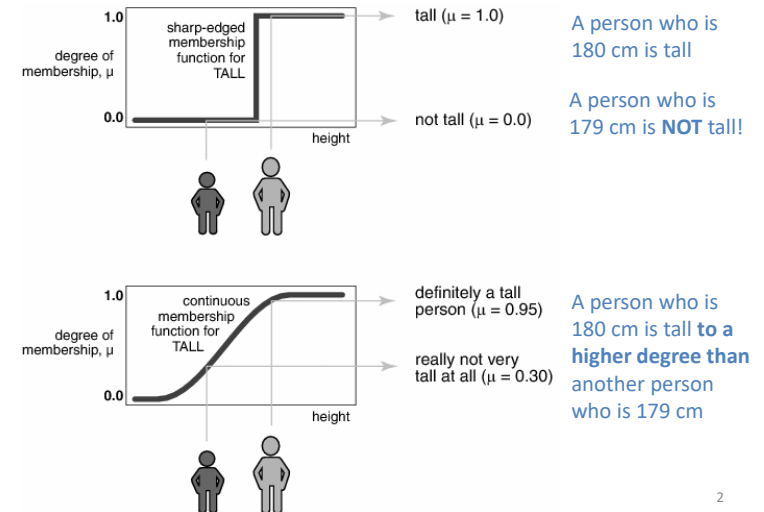 1.0
sharp-edged
membership
function for
TALL
degree of
membership, μ
0.0
height
tall (μ = 1.0)
not tall (μ = 0.0)
A person who is
180 cm is tall
A person who is
179 cm is NOT tall!
1.0
continuous
membership
function for
TALL
degree of
membership, μ
0.0
height
definitely a tall
person (μ = 0.95)
really not very
tall at all (μ = 0.30)
A person who is
180 cm is tall to a
higher degree than
another person
who is 179 cm
2